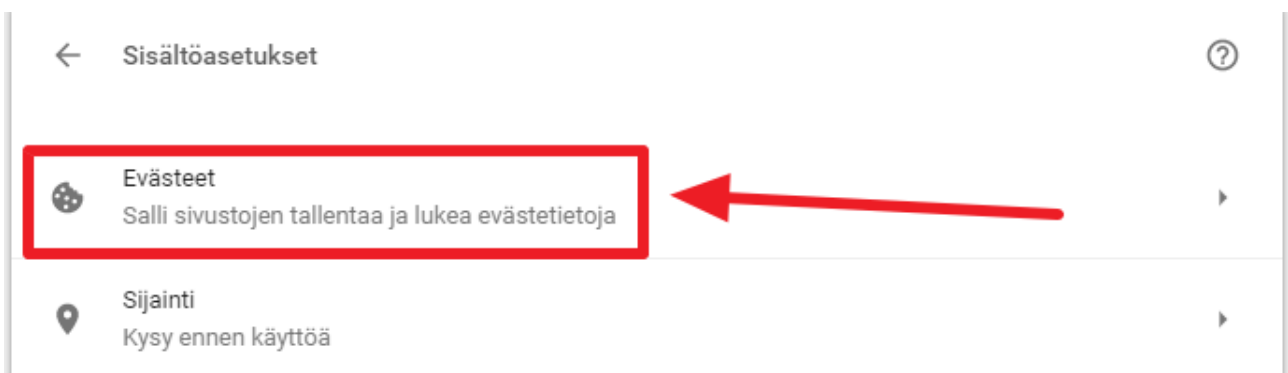 Sisältöasetukset
Evästeet
Salli sivustojen tallentaa ja lukea evästetietoja
Sijainti
Kysy ennen käyttöä